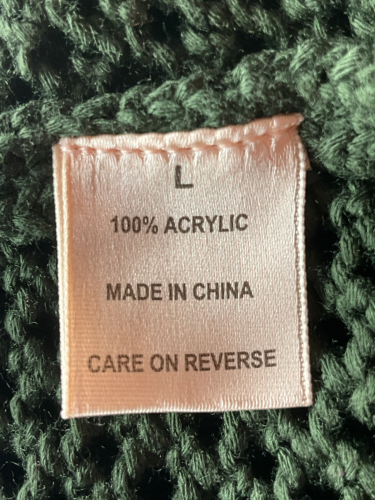 L
100% ACRYLIC
MADE IN CHINA
CARE ON REVERSE